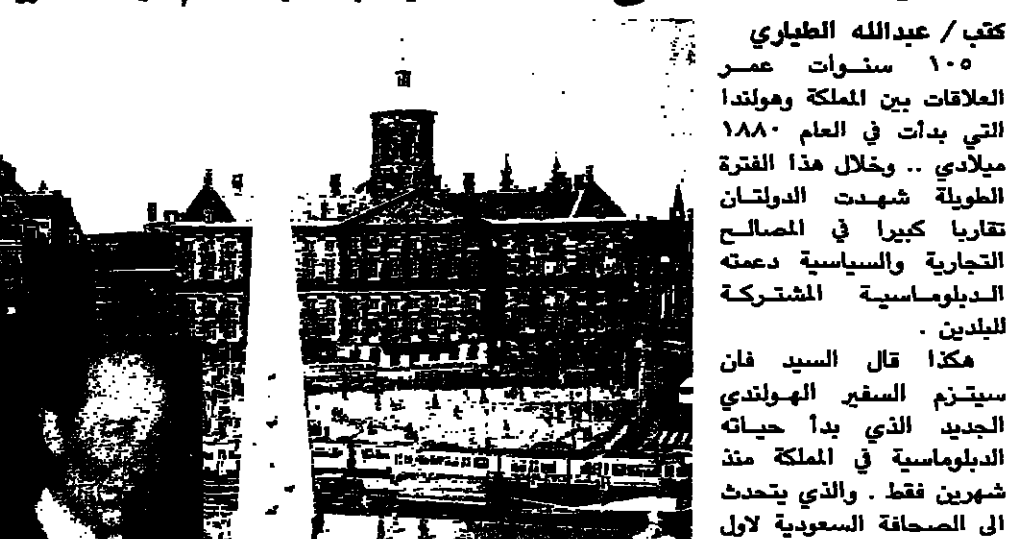 كتب / عبدالله الطياري
١٠٥ سنوات عمر
العلاقات بين المملكة وهولندا
التي بدأت في العام ١٨٨٠
ميلادي .. وخلال هذا الفترة
الطويلة شهدت الدولتان
تقاربا كبيرا في المصالح
التجارية والسياسية دعمته
الدبلوماسية المشتركة
للبلدين .
هكذا قال السيد فان
سيتزم السفير الهولندي
الجديد الذي بدأ حياته
الدبلوماسية في المملكة منذ
شهرين فقط . والذي يتحدث
الى الصحافة السعودية لاول